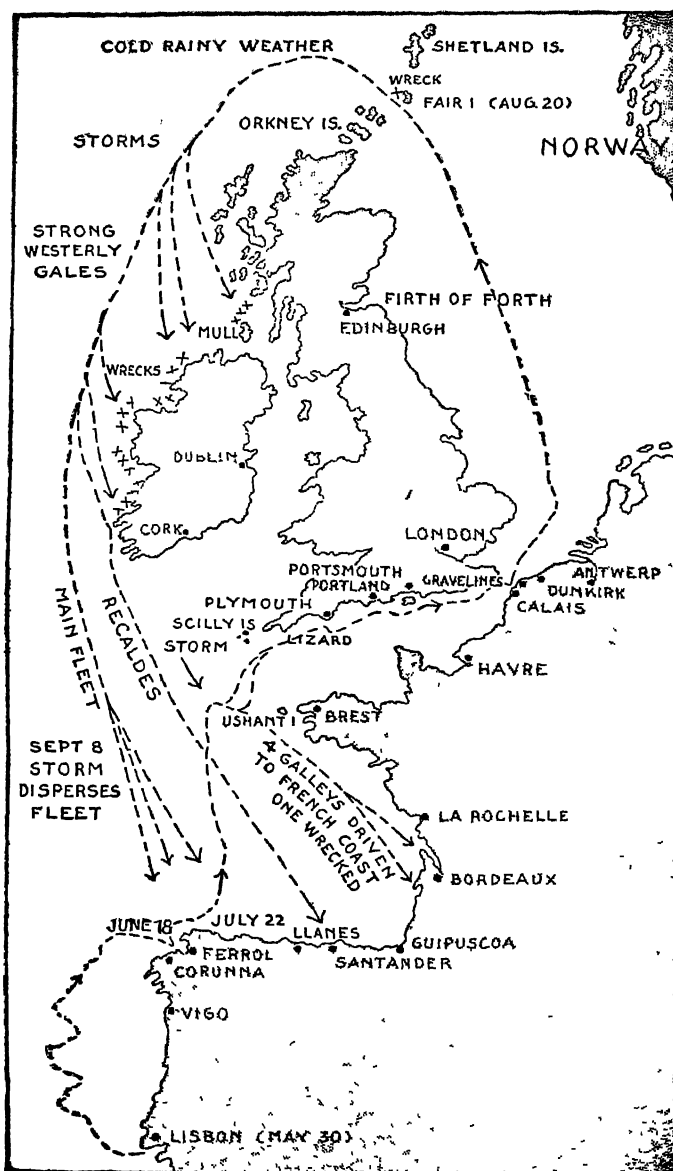 COLD RAINY WEATHER
SHETLAND IS.
WRECK
FAIR I (AUG. 20)
ORKNEY IS.
NORWAY
STORMS
STRONG
WESTERLY
GALES
FIRTH OF FORTH
EDINBURGH
MULL
WRECKS
DUBLIN
CORK
LONDON
PORTSMOUTH
PORTLAND
GRAVELINES
ANTWERP
DUNKIRK
CALAIS
PLYMOUTH
SCILLY IS
LIZARD
STORM
HAVRE
MAIN FLEET
RECALDES
USHANT I
BREST
SEPT 8
STORM
DISPERSES
FLEET
4 GALLEYS DRIVEN
TO FRENCH COAST
ONE WRECKED
LA ROCHELLE
BORDEAUX
JUNE 18
JULY 22
LLANES
GUIPUSCOA
FERROL
SANTANDER
CORUNNA
VIGO
LISBON (MAY 30)